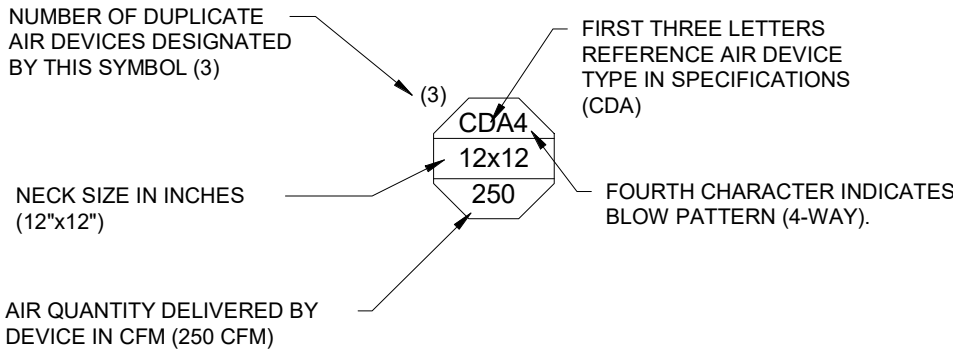 NUMBER OF DUPLICATE
AIR DEVICES DESIGNATED
BY THIS SYMBOL (3)
FIRST THREE LETTERS
REFERENCE AIR DEVICE
TYPE IN SPECIFICATIONS
(CDA)
(3)
CDA4
12x12
250
NECK SIZE IN INCHES
(12"x12")
FOURTH CHARACTER INDICATES
BLOW PATTERN (4-WAY).
AIR QUANTITY DELIVERED BY
DEVICE IN CFM (250 CFM)